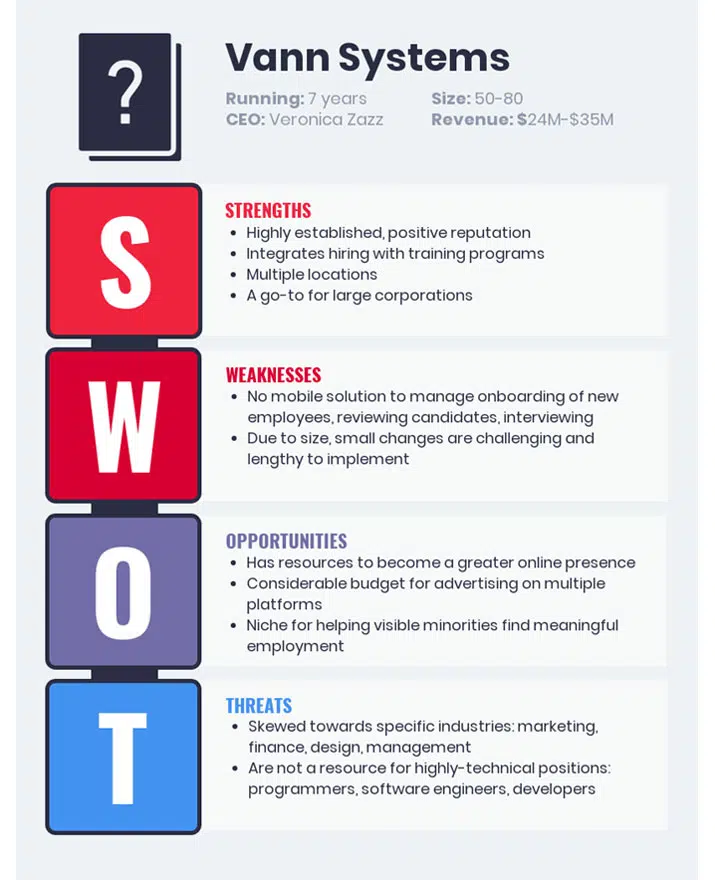 ?
Vann Systems
Running: 7 years
Size: 50-80
CEO: Veronica Zazz
Revenue: $24M-$35M
S
STRENGTHS
• Highly established, positive reputation
• Integrates hiring with training programs
• Multiple locations
• A go-to for large corporations
W
WEAKNESSES
• No mobile solution to manage onboarding of new
employees, reviewing candidates, interviewing
• Due to size, small changes are challenging and
lengthy to implement
O
OPPORTUNITIES
• Has resources to become a greater online presence
• Considerable budget for advertising on multiple
platforms
• Niche for helping visible minorities find meaningful
employment
T
THREATS
• Skewed towards specific industries: marketing,
finance, design, management
• Are not a resource for highly-technical positions:
programmers, software engineers, developers